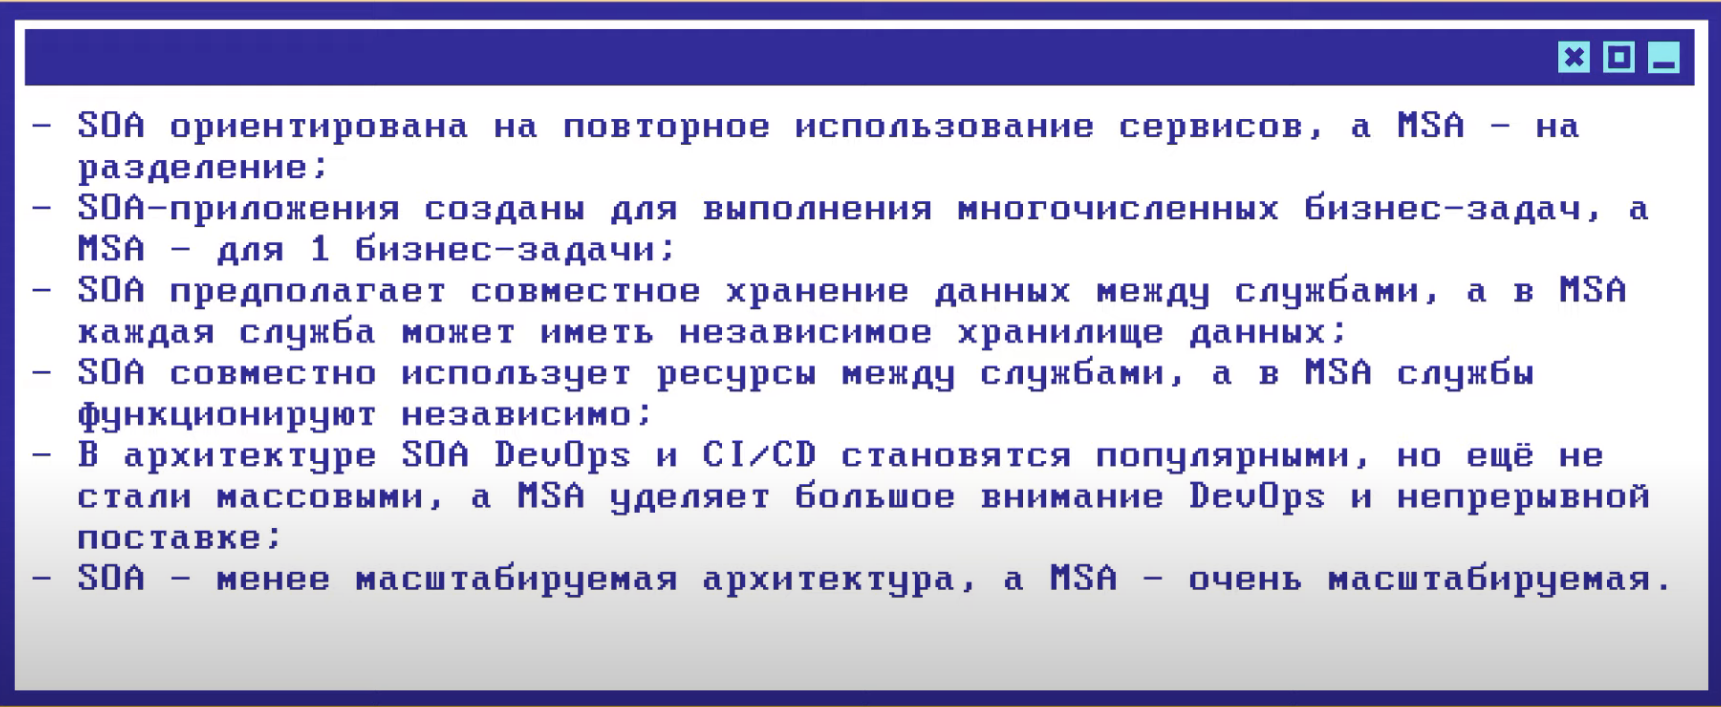 - SOA ориентирована на повторное использование сервисов, а MSA - на
разделение;
- SOA-приложения созданы для выполнения многочисленных бизнес-задач, а
MSA - для 1 бизнес-задачи;
- SOA предполагает совместное хранение данных между службами, а в MSA
каждая служба может иметь независимое хранилище данных;
- SOA совместно использует ресурсы между службами, а в MSA службы
функционируют независимо;
- В архитектуре SOA DevOps и CI/CD становятся популярными, но ещё не
стали массовыми, а MSA уделяет большое внимание DevOps и непрерывной
поставке;
- SOA - менее масштабируемая архитектура, а MSA - очень масштабируемая.